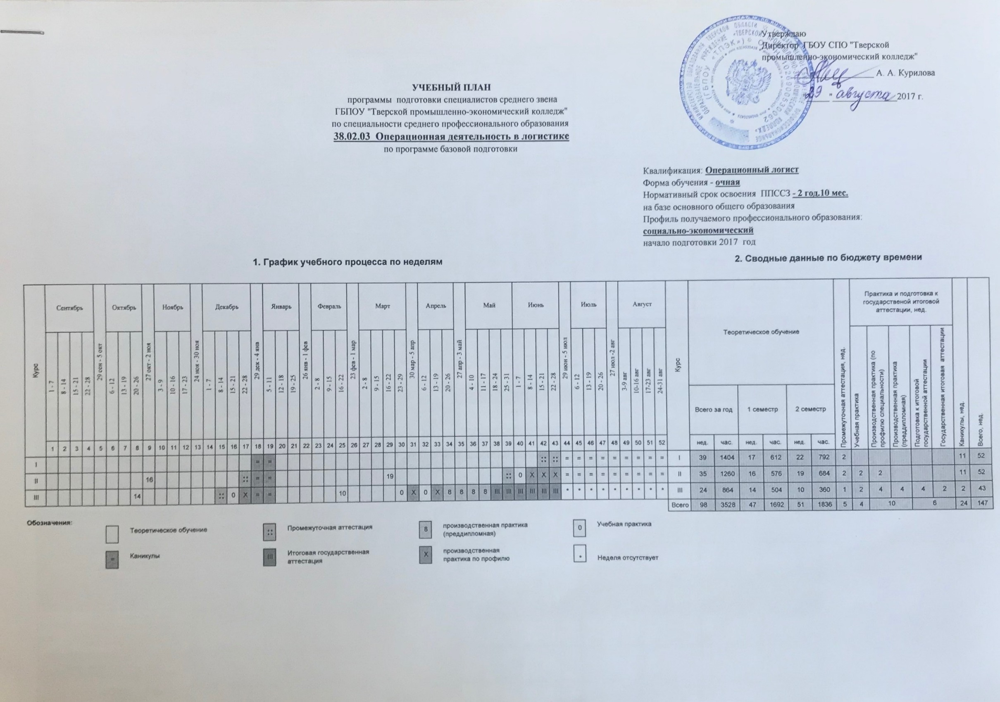 Утверждаю
Директор ГБОУ СПО "Тверской
промышленно-экономический колледж"
А. А. Курилова
29 " августа 2017 г.
УЧЕБНЫЙ ПЛАН
программы подготовки специалистов среднего звена
ГБПОУ "Тверской промышленно-экономический колледж"
по специальности среднего профессионального образования
38.02.03 Операционная деятельность в логистике
по программе базовой подготовки
Квалификация: Операционный логист
Форма обучения - очная
Нормативный срок освоения ППССЗ - 2 год.10 мес.
на базе основного общего образования
Профиль получаемого профессионального образования:
социально-экономический
начало подготовки 2017 год
1. График учебного процесса по неделям
2. Сводные данные по бюджету времени
Курс Сентябрь 29 сен - 5 окт Октябрь 27 окт - 2 ноя Ноябрь 24 ноя - 30 ноя Декабрь 29 дек - 4 янв Январь 26 янв - 1 фев Февраль 23 фев - 1 мар Март 30 мар - 5 апр Апрель 27 апр - 3 май Май Июнь 29 июн - 5 июл Июль 27 июл -2 авг Август
1 - 7 8 - 14 15 - 21 22 - 28 6 - 12 13 - 19 20 - 26 3 - 9 10 - 16 17 - 23 1 - 7 8 - 14 15 - 21 22 - 28 5 - 11 12 - 18 19 - 25 2 - 8 9 - 15 16 - 22 2 - 8 9 - 15 16 - 22 23 - 29 6 - 12 13 - 19 20 - 26 4 - 10 11 - 17 18 - 24 25 - 31 1 - 7 8 - 14 15 - 21 22 - 28 6 - 12 13 - 19 20 - 26 3-9 авг 10-16 авг 17-23 авг 24-31 авг
Курс Теоретическое обучение Промежуточная аттестация, нед. Практика и подготовка к
государственой итоговой
аттестации, нед.
Каникулы, нед. Всего, нед.
Учебная практика
Производственная практика (по
профилю специальности)
Производственная практика
(преддипломная)
Подготовка к итоговой
государственной аттестации
Государственная итоговая аттестации
Всего за год 1 семестр 2 семестр
нед. час. нед. час. нед. час.
1 2 3 4 5 6 7 8 9 10 11 12 13 14 15 16 17 18 19 20 21 22 23 24 25 26 27 28 29 30 31 32 33 34 35 36 37 38 39 40 41 42 43 44 45 46 47 48 49 50 51 52
I = = :: :: = = = = = = = = = I 39 1404 17 612 22 792 2 11 52
II 16 :: = = 19 :: 0 X X X = = = = = = = = = II 35 1260 16 576 19 684 2 2 2 11 52
III 14 :: 0 X = = 10 0 X 0 X 8 8 8 8 III III III III III III * * * * * * * * * III 24 864 14 504 10 360 1 2 4 4 4 2 2 43
Всего 98 3528 47 1692 51 1836 5 4 10 6 24 147
Обозначения:
Теоретическое обучение
:: Промежуточная аттестация
8 производственная практика
(преддипломная)
0 Учебная практика
= Каникулы
III Итоговая государственная
аттестация
X производственная
практика по профилю
* Неделя отсутствует